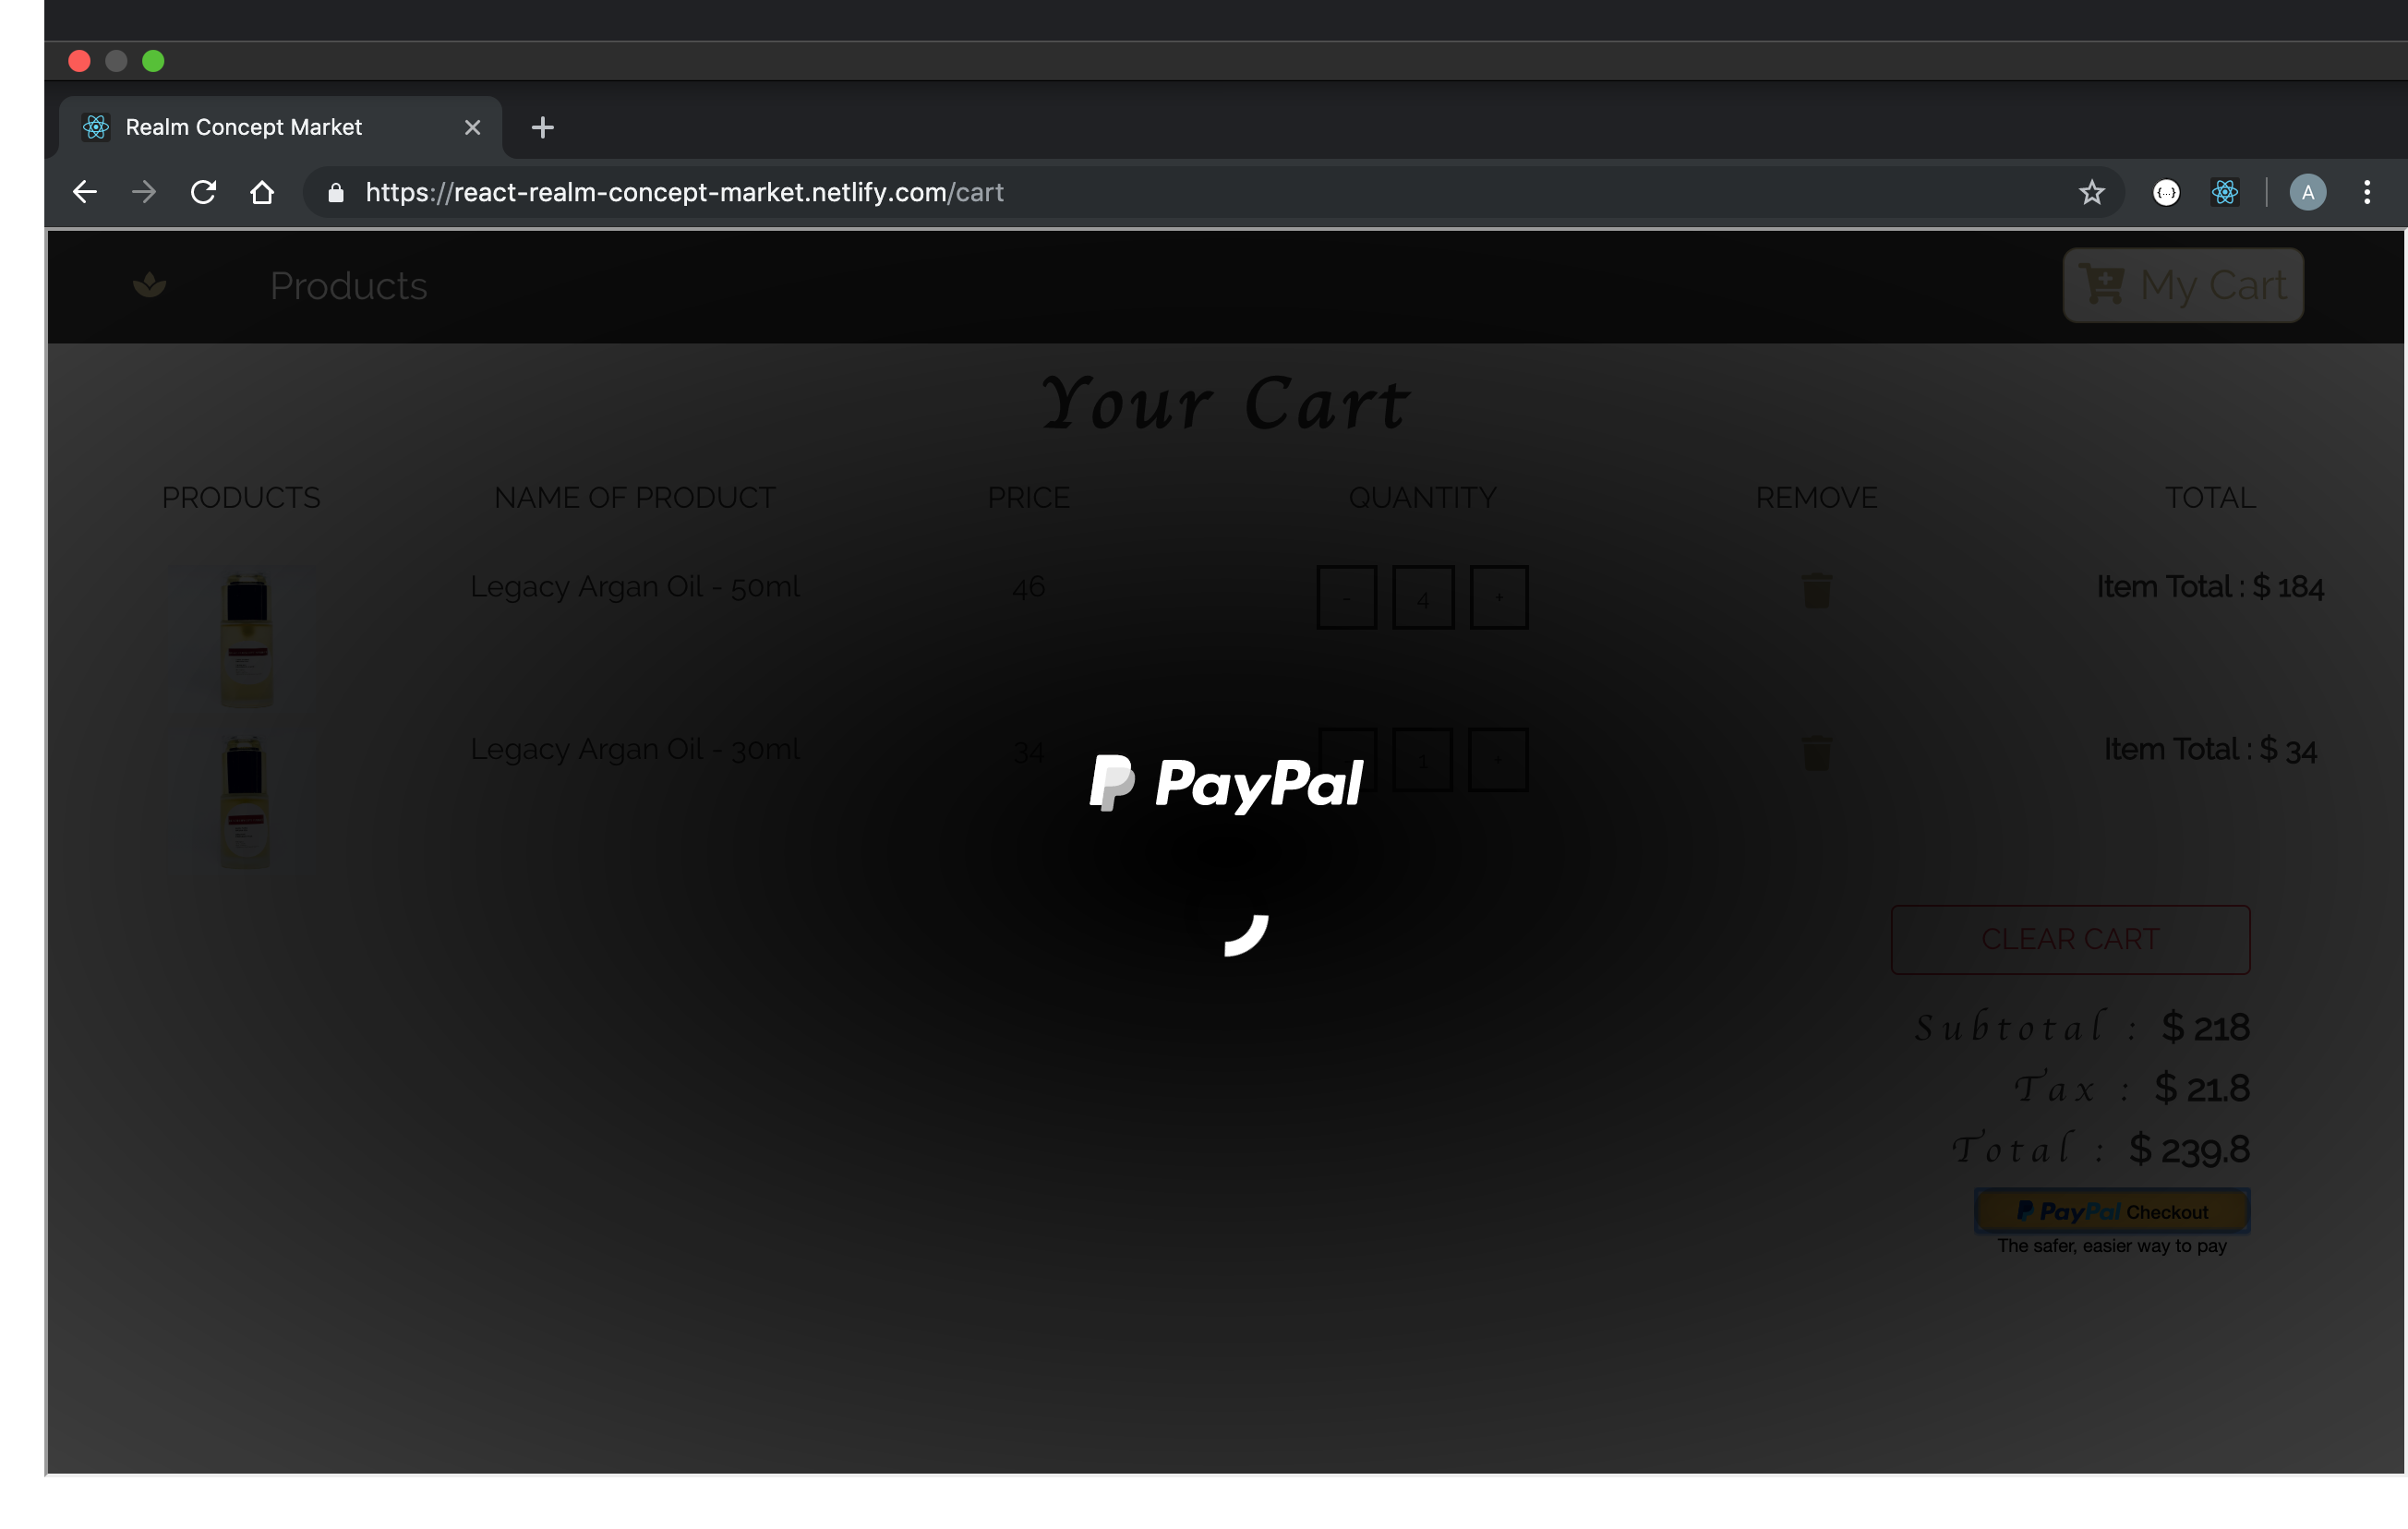 Realm Concept Market
https://react-realm-concept-market.netlify.com/cart
A
Products
My Cart
Your Cart
PRODUCTS NAME OF PRODUCT PRICE QUANTITY REMOVE TOTAL
Legacy Argan Oil - 50ml 46 - 4 + Item Total : $ 184
Legacy Argan Oil - 30ml 34 1 + Item Total : $ 34
PayPal
CLEAR CART
Subtotal : $ 218
Tax : $ 21.8
Total : $ 239.8
PayPal Checkout
The safer, easier way to pay